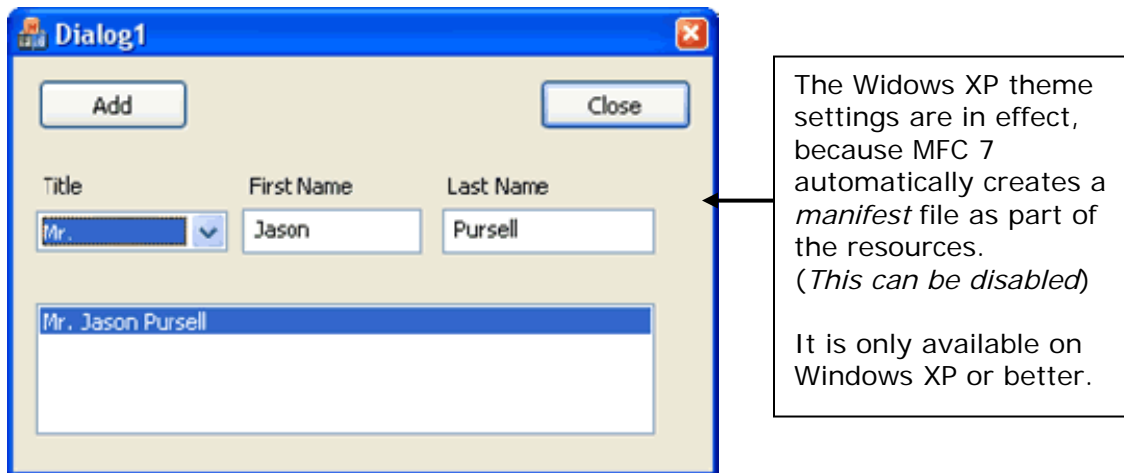 Dialog1
Add
Close
Title
First Name
Last Name
Mr.
Jason
Pursell
Mr. Jason Pursell
The Widows XP theme
settings are in effect,
because MFC 7
automatically creates a
manifest file as part of
the resources.
(This can be disabled)
It is only available on
Windows XP or better.